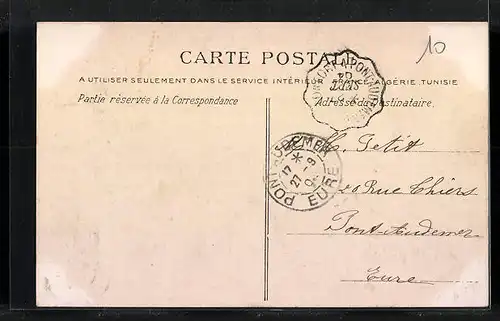 10
CARTE POSTALE
A UTILISER SEULEMENT DANS LE SERVICE INTÉRIEUR FRANCE, ALGÉRIE, TUNISIE
Partie réservée à la Correspondance
Adresse du Destinataire.
PONT-AUDEMER
EURE
M. Petit
20 Rue Thiers
Pont-Audemer
Eure